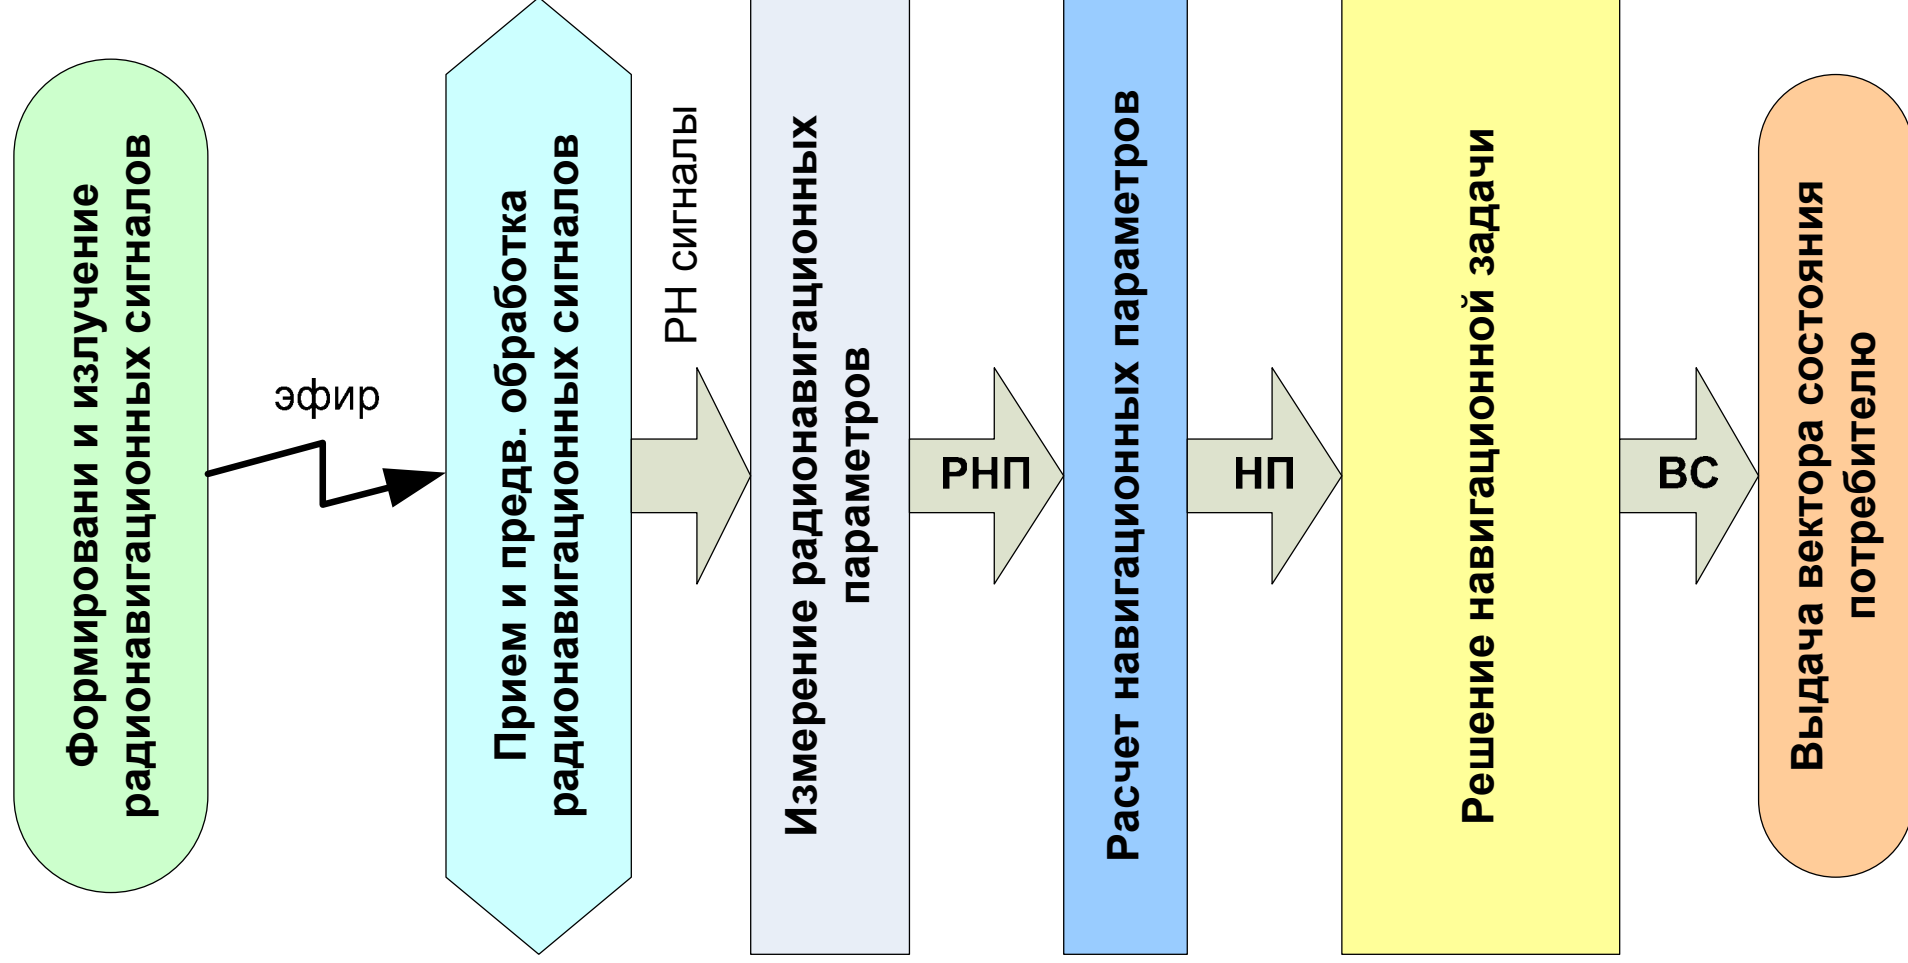 Формировани и излучение
радионавигационных сигналов
эфир
Прием и предв. обработка
радионавигационных сигналов
РН сигналы
Измерение радионавигационных
параметров
РНП
Расчет навигационных параметров
НП
Решение навигационной задачи
ВС
Выдача вектора состояния
потребителю